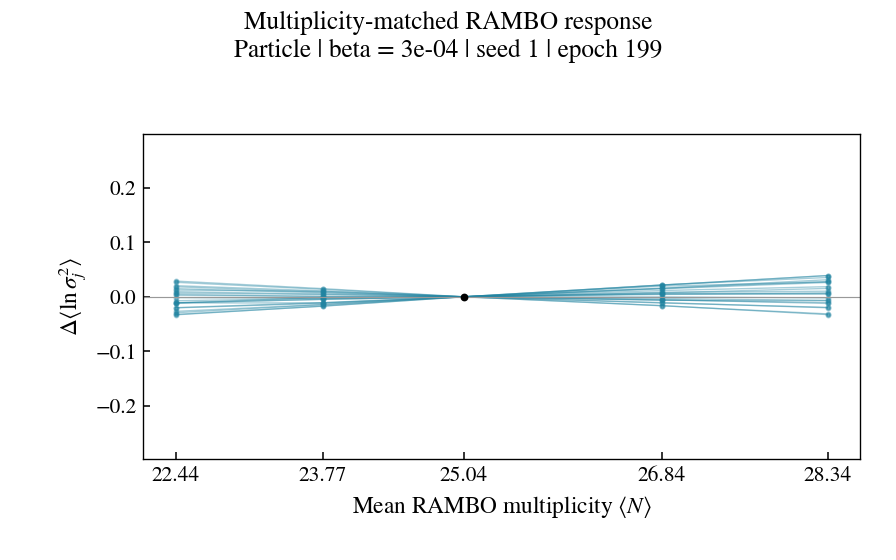 Multiplicity-matched RAMBO response
Particle | beta = 3e-04 | seed 1 | epoch 199
Δ⟨ln σ_j^2⟩
0.2
0.1
0.0
−0.1
−0.2
22.44 23.77 25.04 26.84 28.34
Mean RAMBO multiplicity ⟨N⟩